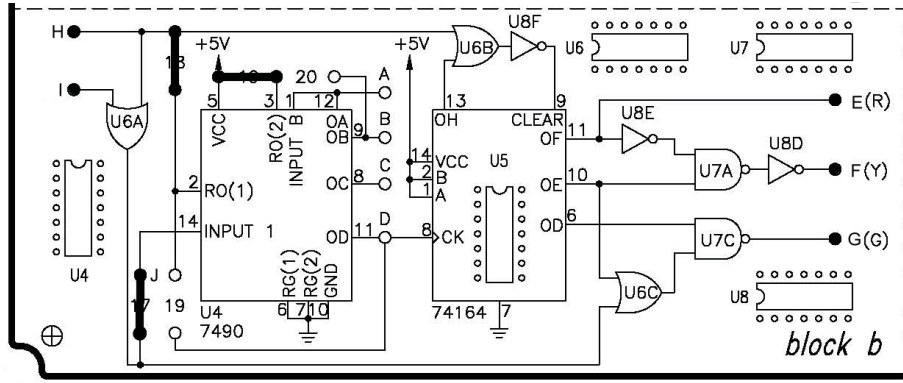 H
I
+5V
18
18
5 3 1 12
VCC
RO(2)
INPUT B
OA
OB
20
A
B
C
D
9
8
11
OC
OD
U6A
2
RO(1)
14
INPUT 1
RG(1)
RG(2)
GND
6 7 10
U4
7490
U4
J
17
19
+5V
U6B
U8F
13
9
OH
CLEAR
OF
11
14
VCC
2
B
1
A
U5
OE
10
OD
6
8
CK
74164
7
U6
U7
U8E
U7A
U8D
U7C
U6C
U8
E(R)
F(Y)
G(G)
block b